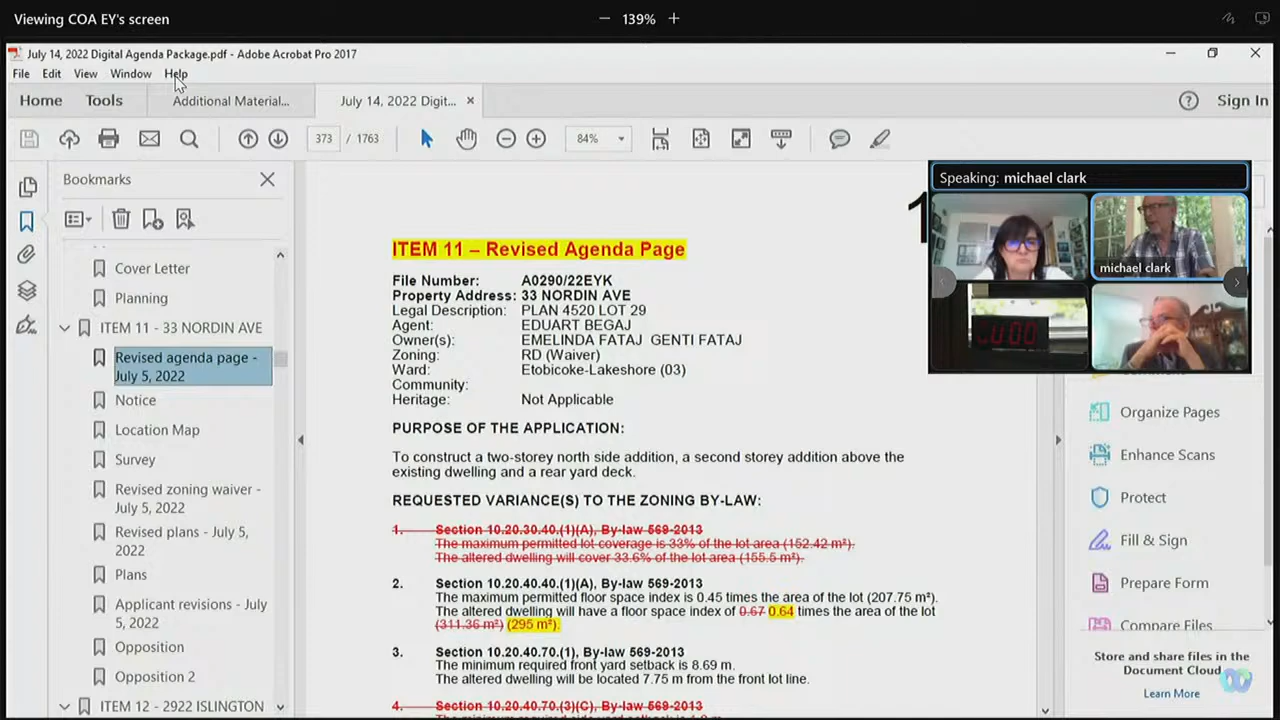 Viewing COA EY's screen
139%
July 14, 2022 Digital Agenda Package.pdf - Adobe Acrobat Pro 2017
File Edit View Window Help
Home Tools Additional Material... July 14, 2022 Digit... Sign In
373 / 1763 84%
Bookmarks
Cover Letter
Planning
ITEM 11 - 33 NORDIN AVE
Revised agenda page -
July 5, 2022
Notice
Location Map
Survey
Revised zoning waiver -
July 5, 2022
Revised plans - July 5,
2022
Plans
Applicant revisions - July
5, 2022
Opposition
Opposition 2
ITEM 12 - 2922 ISLINGTON
1
ITEM 11 – Revised Agenda Page
File Number: A0290/22EYK
Property Address: 33 NORDIN AVE
Legal Description: PLAN 4520 LOT 29
Agent: EDUART BEGAJ
Owner(s): EMELINDA FATAJ GENTI FATAJ
Zoning: RD (Waiver)
Ward: Etobicoke-Lakeshore (03)
Community:
Heritage: Not Applicable
PURPOSE OF THE APPLICATION:
To construct a two-storey north side addition, a second storey addition above the
existing dwelling and a rear yard deck.
REQUESTED VARIANCE(S) TO THE ZONING BY-LAW:
1. Section 10.20.30.40.(1)(A), By-law 569-2013
The maximum permitted lot coverage is 33% of the lot area (152.42 m²).
The altered dwelling will cover 33.6% of the lot area (155.5 m²).
2. Section 10.20.40.40.(1)(A), By-law 569-2013
The maximum permitted floor space index is 0.45 times the area of the lot (207.75 m²).
The altered dwelling will have a floor space index of 0.67 0.64 times the area of the lot
(311.36 m²) (295 m²).
3. Section 10.20.40.70.(1), By-law 569-2013
The minimum required front yard setback is 8.69 m.
The altered dwelling will be located 7.75 m from the front lot line.
4. Section 10.20.40.70.(3)(C), By-law 569-2013
Speaking: michael clark
michael clark
Organize Pages
Enhance Scans
Protect
Fill & Sign
Prepare Form
Compare Files
Store and share files in the
Document Cloud
Learn More